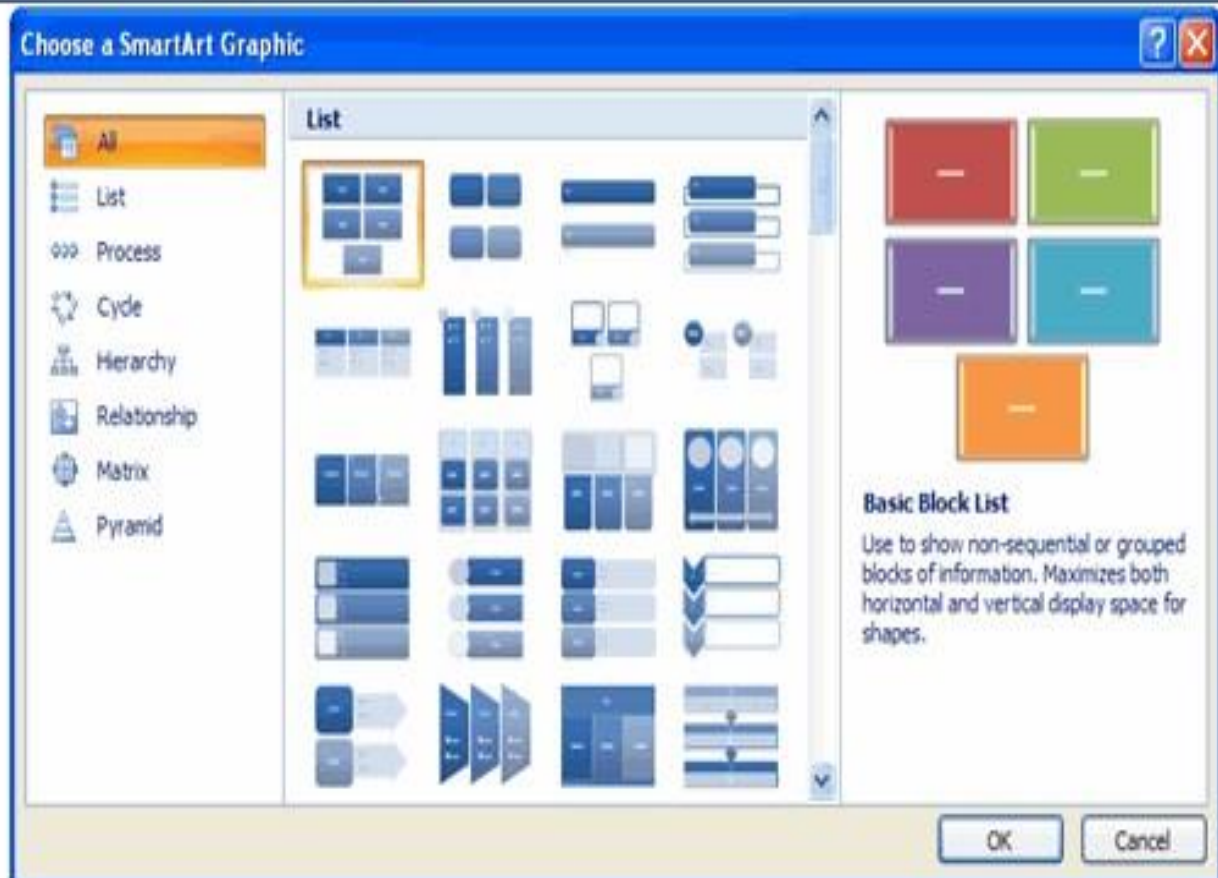 Choose a SmartArt Graphic
All
List
Process
Cycle
Hierarchy
Relationship
Matrix
Pyramid
List
Basic Block List
Use to show non-sequential or grouped
blocks of information. Maximizes both
horizontal and vertical display space for
shapes.
OK
Cancel